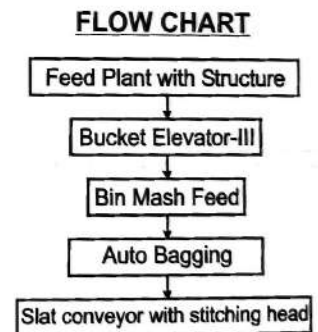 FLOW CHART
Feed Plant with Structure
Bucket Elevator-III
Bin Mash Feed
Auto Bagging
Slat conveyor with stitching head